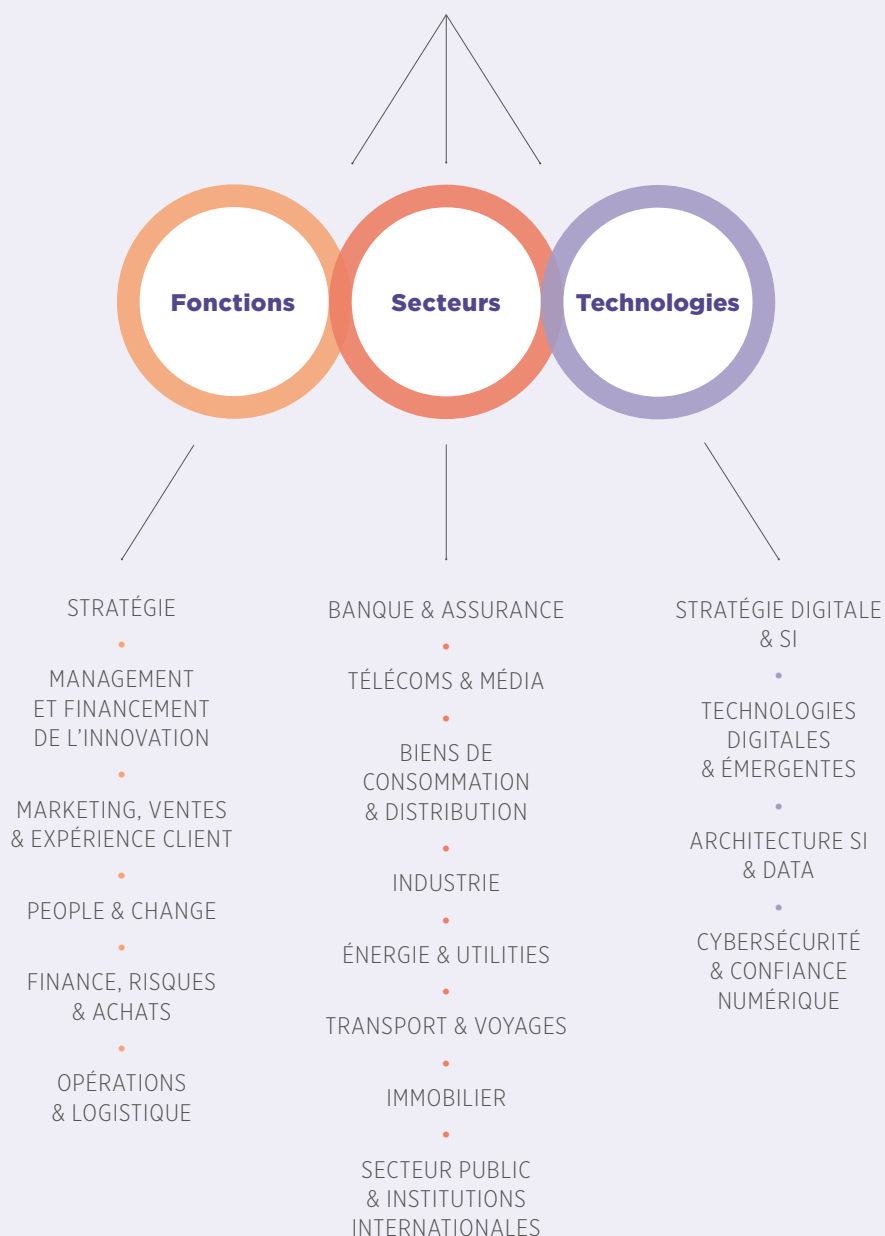 Fonctions
Secteurs
Technologies
STRATÉGIE
MANAGEMENT
ET FINANCEMENT
DE L’INNOVATION
MARKETING, VENTES
& EXPÉRIENCE CLIENT
PEOPLE & CHANGE
FINANCE, RISQUES
& ACHATS
OPÉRATIONS
& LOGISTIQUE
BANQUE & ASSURANCE
TÉLÉCOMS & MÉDIA
BIENS DE
CONSOMMATION
& DISTRIBUTION
INDUSTRIE
ÉNERGIE & UTILITIES
TRANSPORT & VOYAGES
IMMOBILIER
SECTEUR PUBLIC
& INSTITUTIONS
INTERNATIONALES
STRATÉGIE DIGITALE
& SI
TECHNOLOGIES
DIGITALES
& ÉMERGENTES
ARCHITECTURE SI
& DATA
CYBERSÉCURITÉ
& CONFIANCE
NUMÉRIQUE